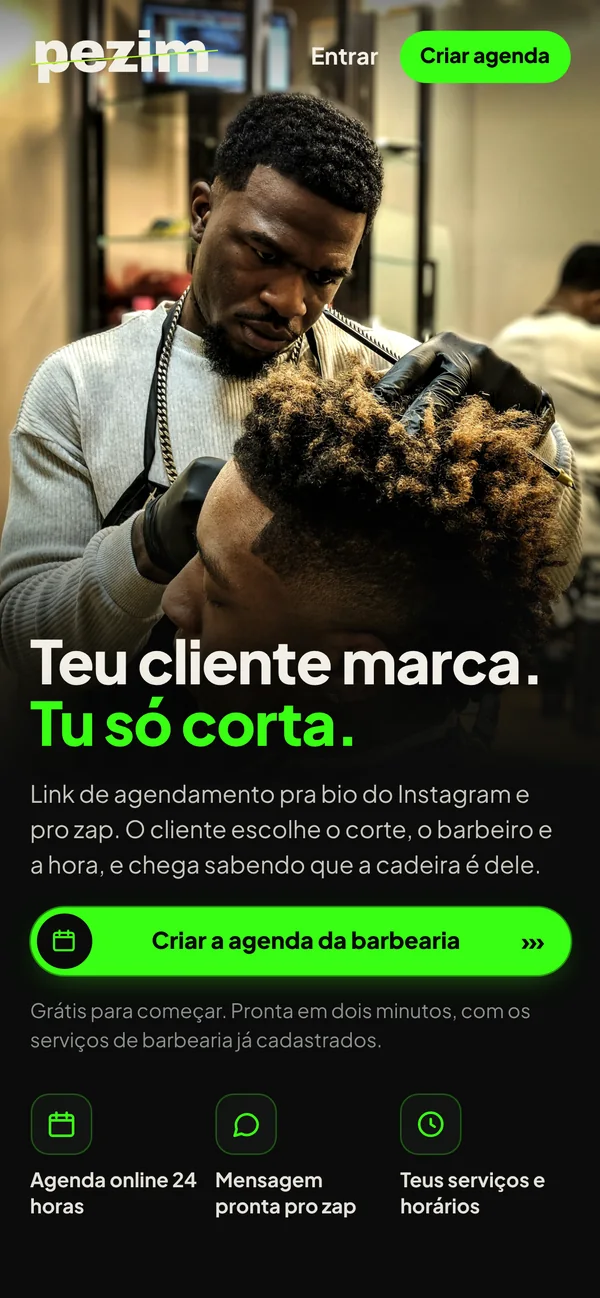 pezim
Entrar
Criar agenda
Teu cliente marca.
Tu só corta.
Link de agendamento pra bio do Instagram e
pro zap. O cliente escolhe o corte, o barbeiro e
a hora, e chega sabendo que a cadeira é dele.
Criar a agenda da barbearia
Grátis para começar. Pronta em dois minutos, com os
serviços de barbearia já cadastrados.
Agenda online 24
horas
Mensagem
pronta pro zap
Teus serviços e
horários